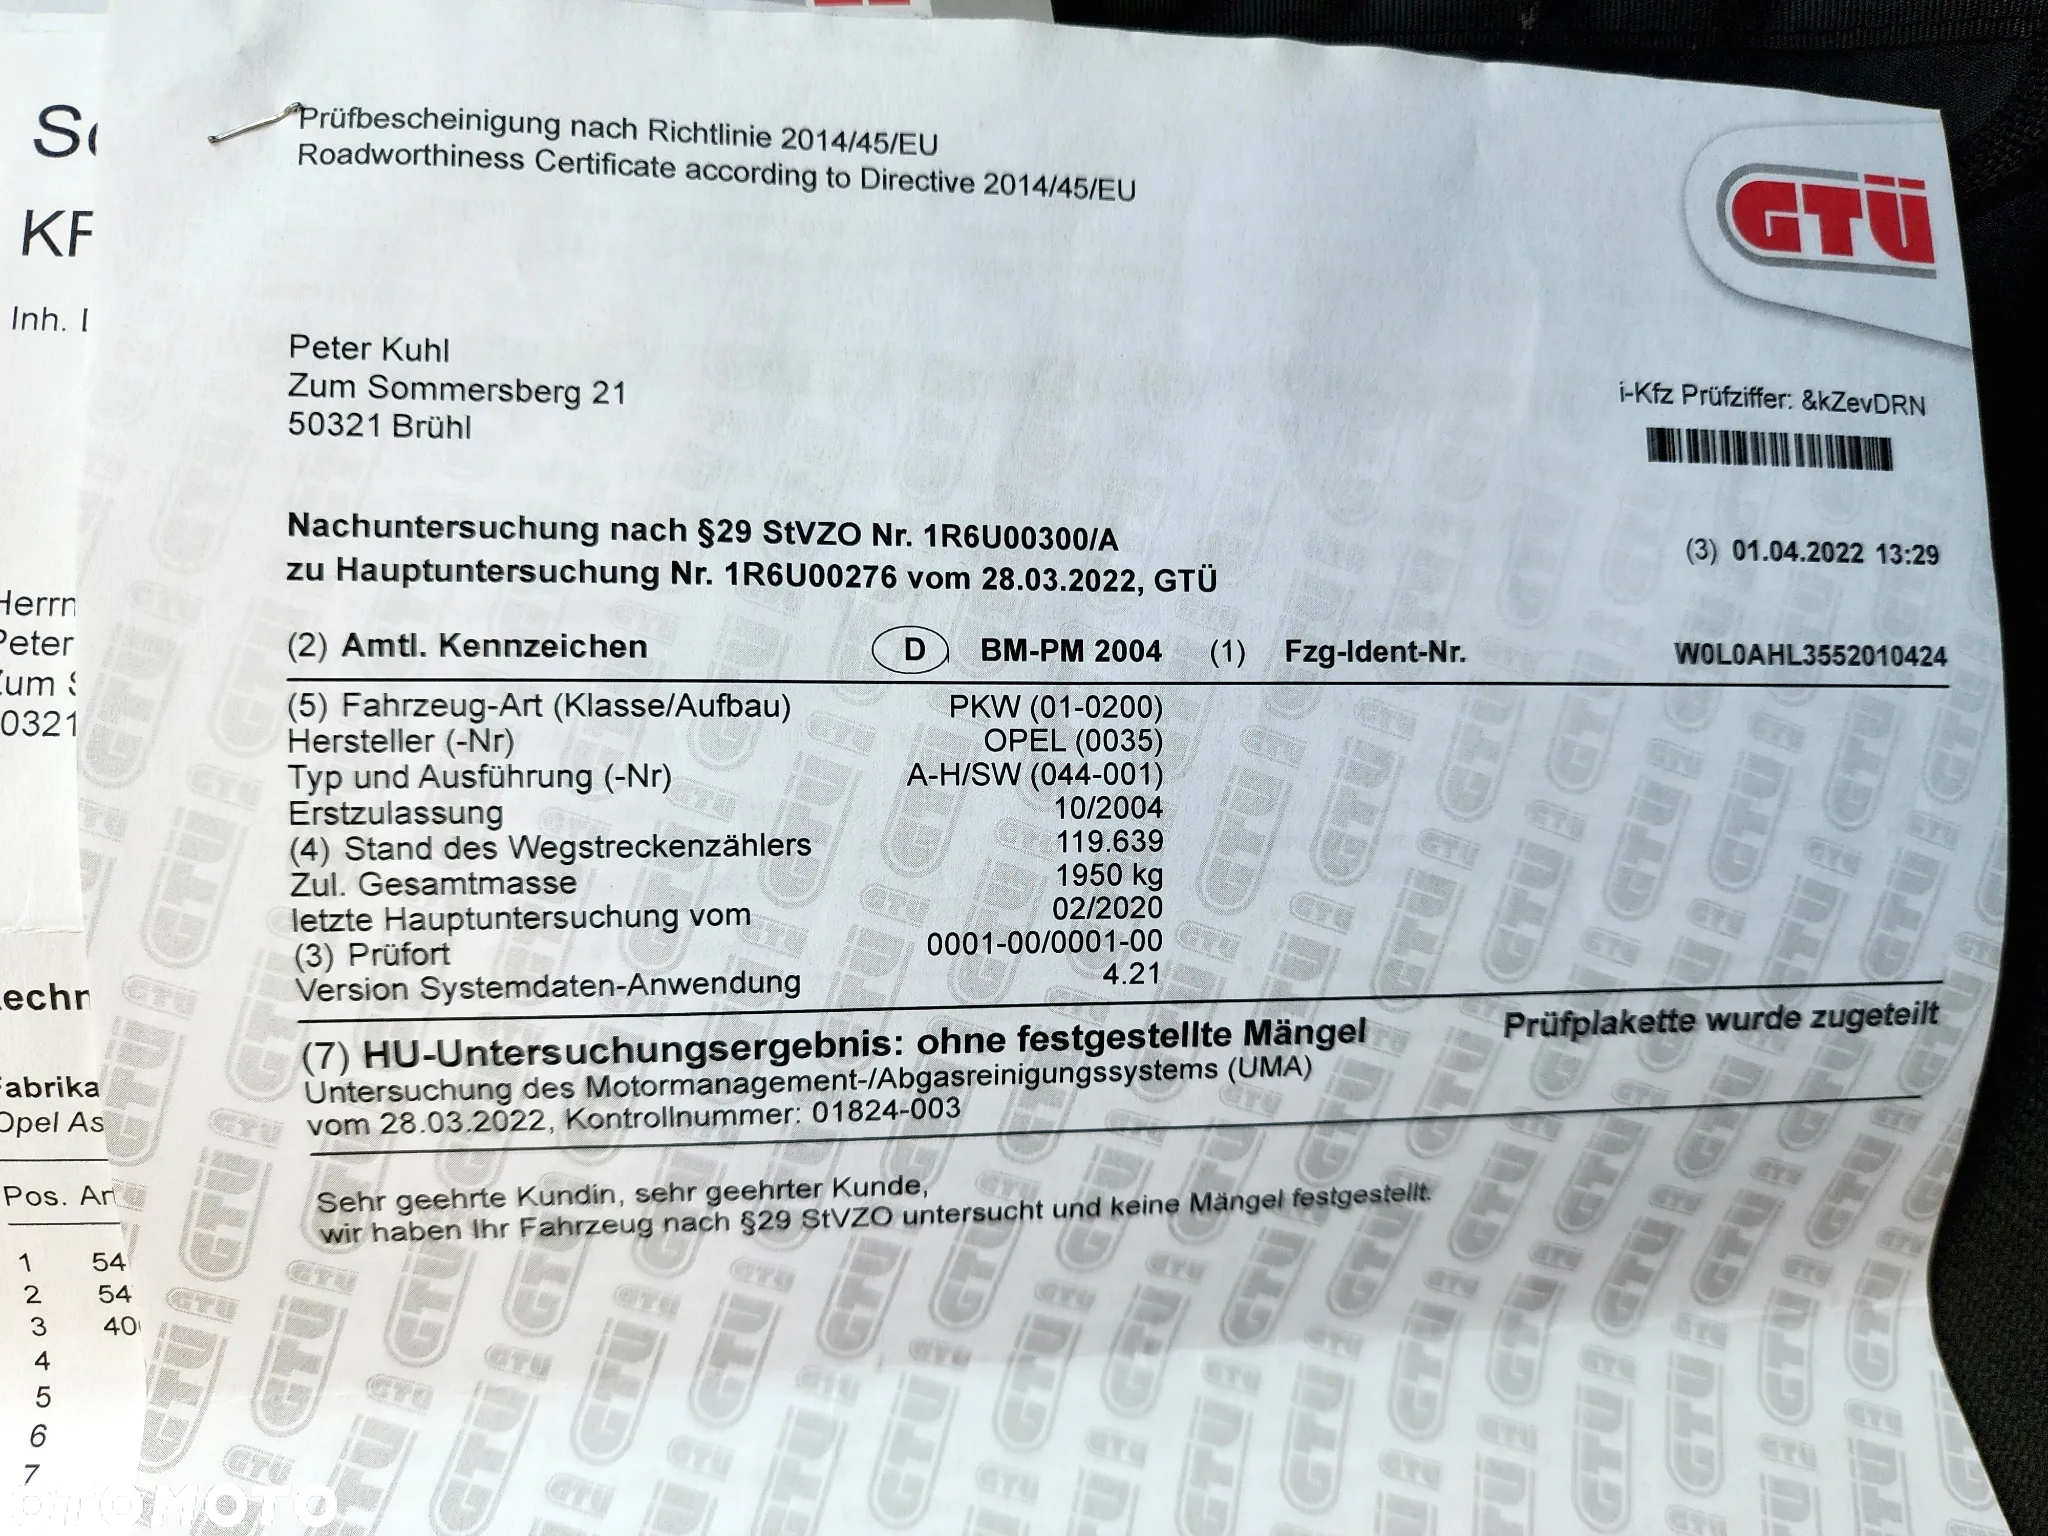 Prüfbescheinigung nach Richtlinie 2014/45/EU
Roadworthiness Certificate according to Directive 2014/45/EU
GTÜ
Peter Kuhl
Zum Sommersberg 21
50321 Brühl
i-Kfz Prüfziffer: &kZevDRN
Nachuntersuchung nach §29 StVZO Nr. 1R6U00300/A
(3) 01.04.2022 13:29
zu Hauptuntersuchung Nr. 1R6U00276 vom 28.03.2022, GTÜ
(2) Amtl. Kennzeichen D BM-PM 2004 (1) Fzg-Ident-Nr. W0L0AHL3552010424
(5) Fahrzeug-Art (Klasse/Aufbau) PKW (01-0200)
Hersteller (-Nr) OPEL (0035)
Typ und Ausführung (-Nr) A-H/SW (044-001)
Erstzulassung 10/2004
(4) Stand des Wegstreckenzählers 119.639
Zul. Gesamtmasse 1950 kg
letzte Hauptuntersuchung vom 02/2020
(3) Prüfort 0001-00/0001-00
Version Systemdaten-Anwendung 4.21
(7) HU-Untersuchungsergebnis: ohne festgestellte Mängel Prüfplakette wurde zugeteilt
Untersuchung des Motormanagement-/Abgasreinigungssystems (UMA)
vom 28.03.2022, Kontrollnummer: 01824-003
Sehr geehrte Kundin, sehr geehrter Kunde,
wir haben Ihr Fahrzeug nach §29 StVZO untersucht und keine Mängel festgestellt.
KF
Inh.
Herrn
Peter
Zum
Opel As
Pos. Ar
1 54
2 54
3 40
4
5
6
7
OTOMOTO